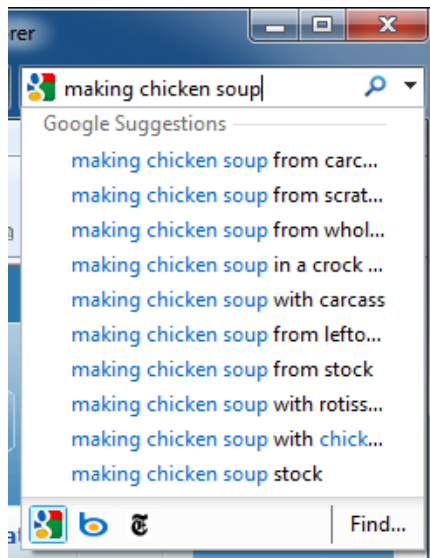 rer
making chicken soup
Google Suggestions
making chicken soup from carc...
making chicken soup from scrat...
making chicken soup from whol...
making chicken soup in a crock ...
making chicken soup with carcass
making chicken soup from lefto...
making chicken soup from stock
making chicken soup with rotiss...
making chicken soup with chick...
making chicken soup stock
Find...